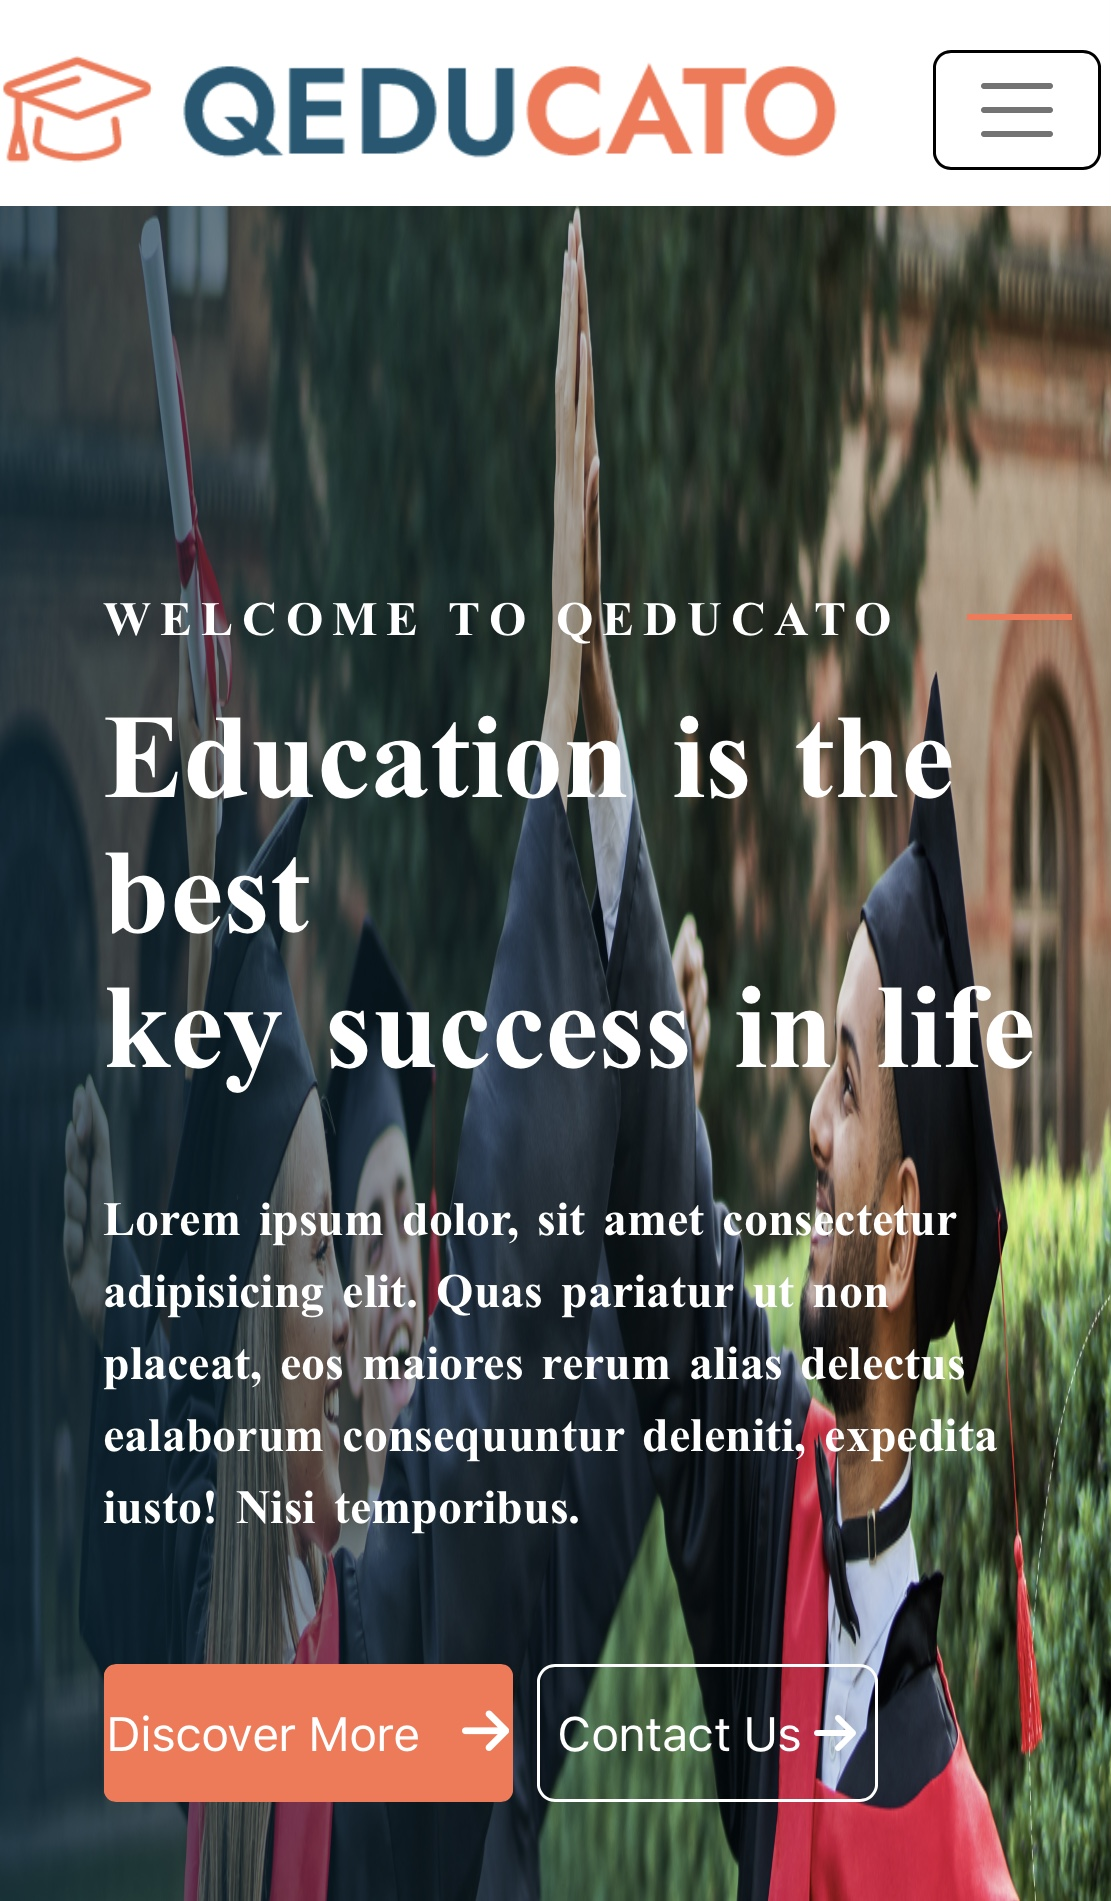 QEDUCATO
WELCOME TO QEDUCATO
Education is the
best
key success in life
Lorem ipsum dolor, sit amet consectetur
adipisicing elit. Quas pariatur ut non
placeat, eos maiores rerum alias delectus
ealaborum consequuntur deleniti, expedita
iusto! Nisi temporibus.
Discover More
Contact Us